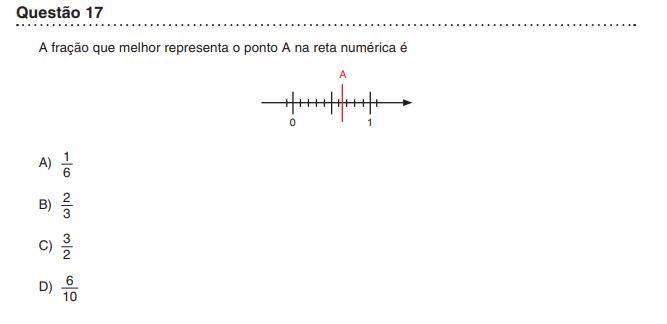 Questão 17
A fração que melhor representa o ponto A na reta numérica é
A
0 1
A) 1/6
B) 2/3
C) 3/2
D) 6/10